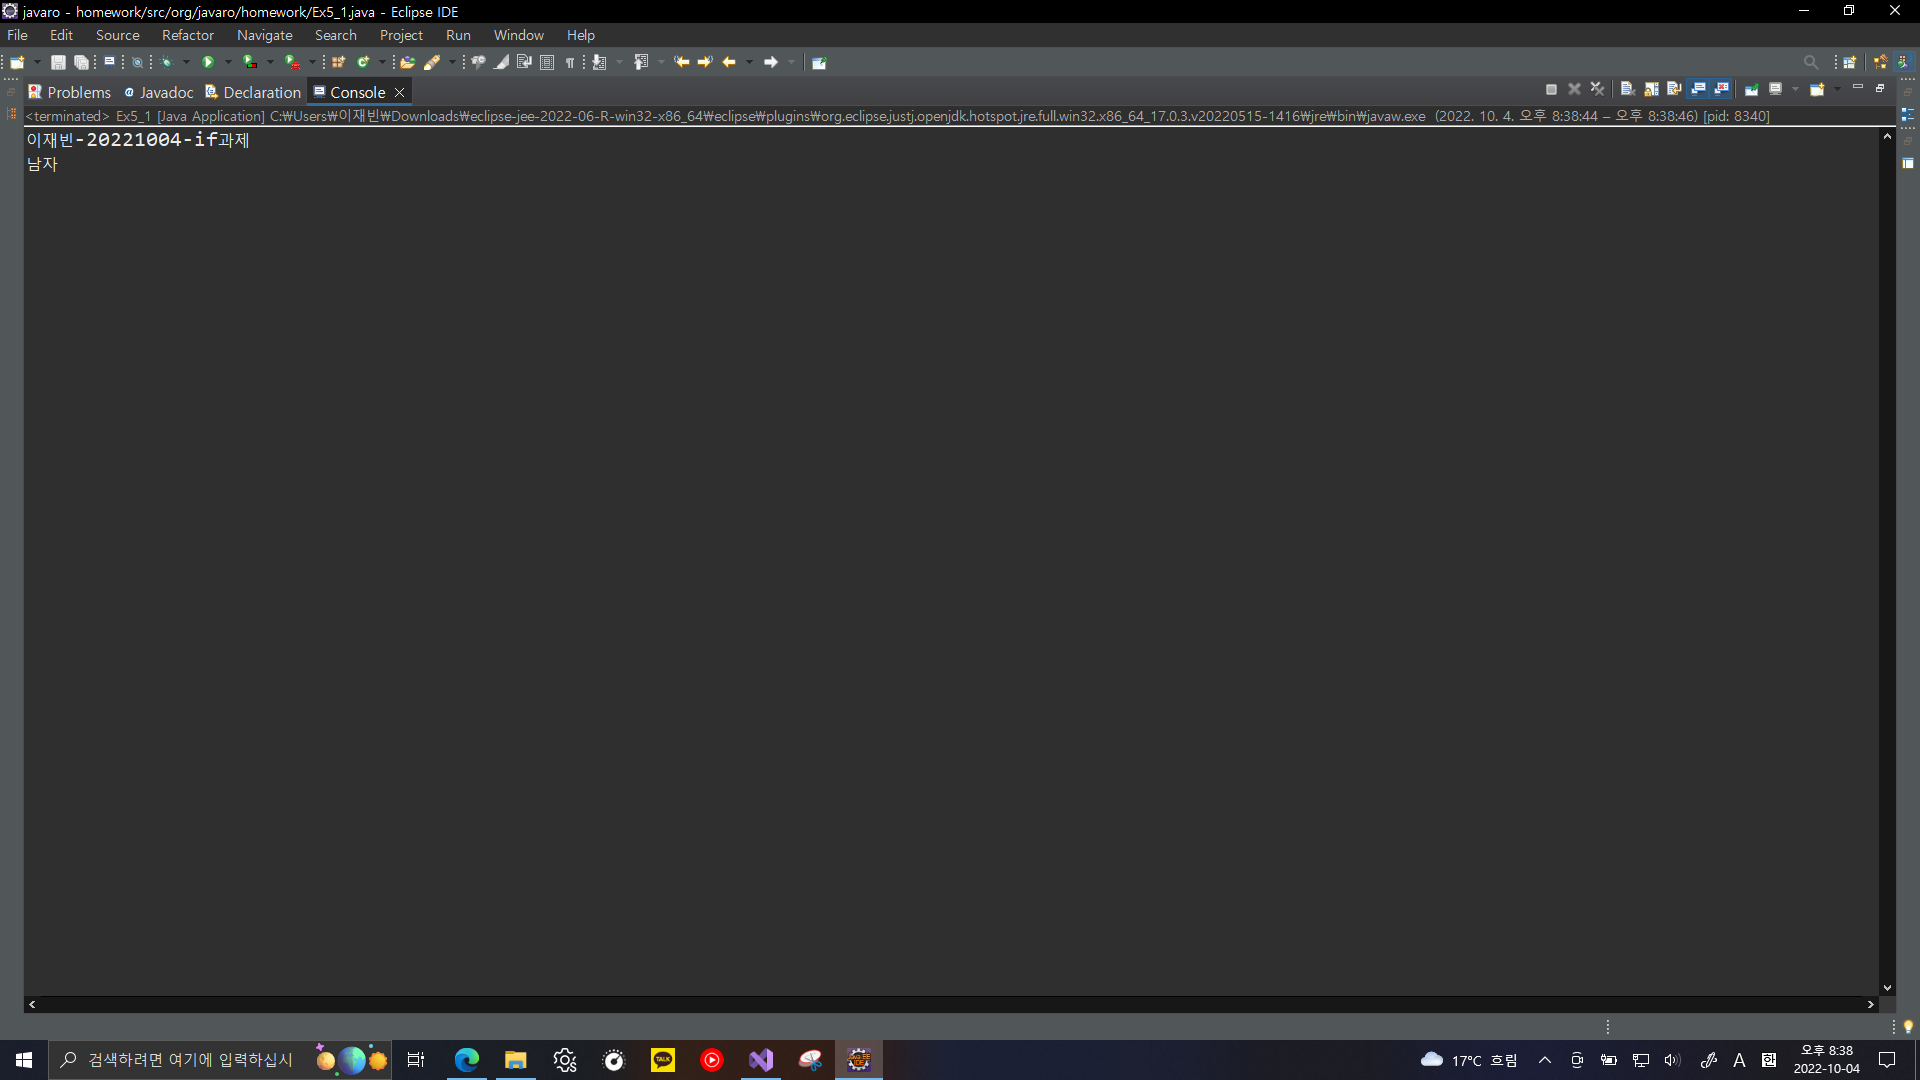 javaro - homework/src/org/javaro/homework/Ex5_1.java - Eclipse IDE
File Edit Source Refactor Navigate Search Project Run Window Help
Problems Javadoc Declaration Console
<terminated> Ex5_1 [Java Application] C:₩Users₩이재빈₩Downloads₩eclipse-jee-2022-06-R-win32-x86_64₩eclipse₩plugins₩org.eclipse.justj.openjdk.hotspot.jre.full.win32.x86_64_17.0.3.v20220515-1416₩jre₩bin₩javaw.exe (2022. 10. 4. 오후 8:38:44 – 오후 8:38:46) [pid: 8340]
이재빈-20221004-if과제
남자
검색하려면 여기에 입력하십시
TALK
17°C 흐림
A
한
오후 8:38
2022-10-04